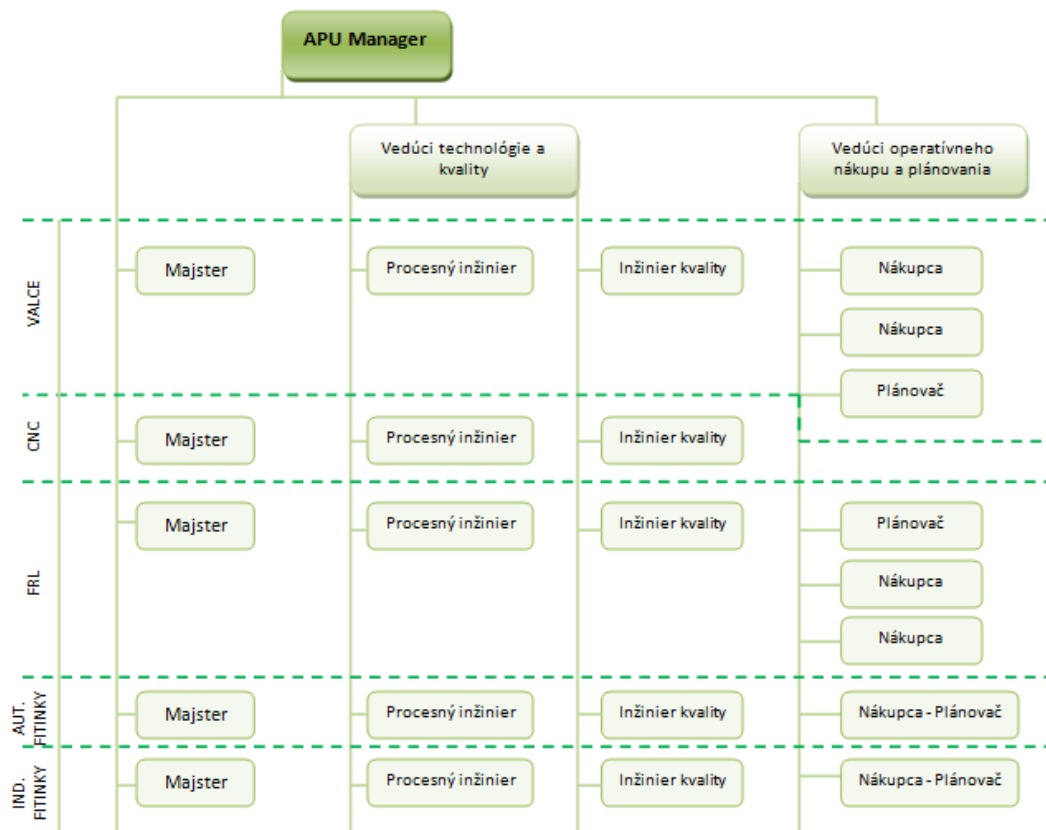 APU Manager
Vedúci technológie a
kvality
Vedúci operatívneho
nákupu a plánovania
VALCE
Majster
Procesný inžinier
Inžinier kvality
Nákupca
Nákupca
Plánovač
CNC
Majster
Procesný inžinier
Inžinier kvality
FRL
Majster
Procesný inžinier
Inžinier kvality
Plánovač
Nákupca
Nákupca
AUT.
FITINKY
Majster
Procesný inžinier
Inžinier kvality
Nákupca - Plánovač
IND.
FITINKY
Majster
Procesný inžinier
Inžinier kvality
Nákupca - Plánovač